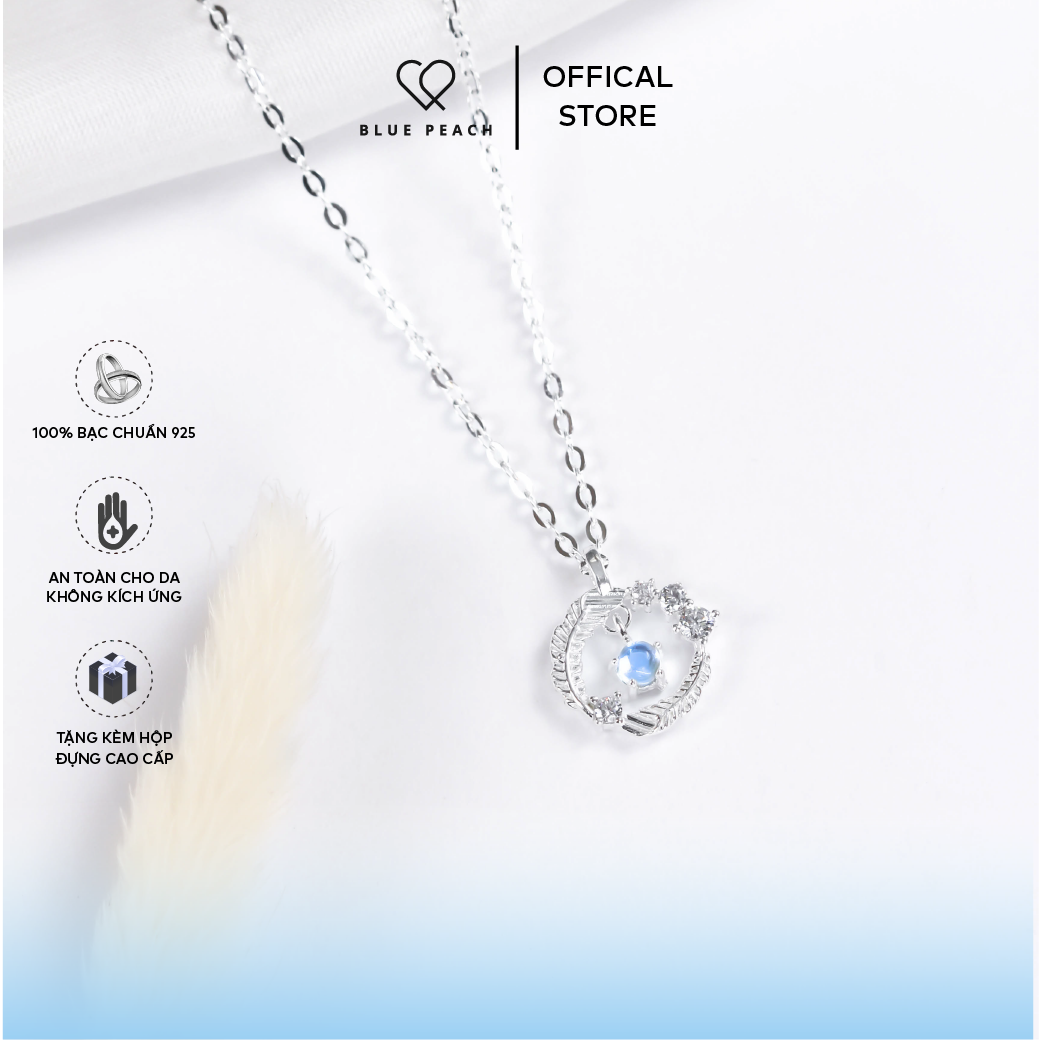 BLUE PEACH
OFFICAL
STORE
100% BẠC CHUẨN 925
AN TOÀN CHO DA
KHÔNG KÍCH ỨNG
TẶNG KÈM HỘP
ĐỰNG CAO CẤP